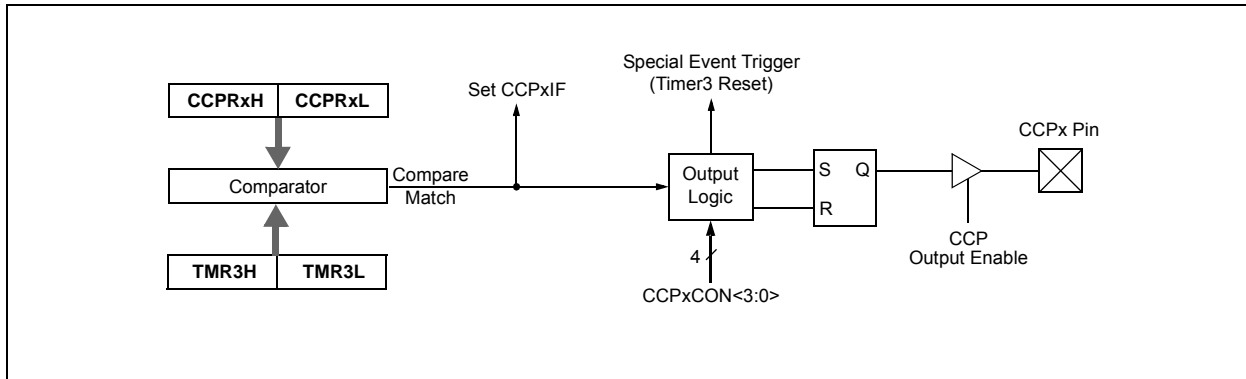 CCPRxH CCPRxL
Comparator
TMR3H TMR3L
Compare
Match
Set CCPxIF
Special Event Trigger
(Timer3 Reset)
Output
Logic
4
CCPxCON<3:0>
S Q
R
CCP
Output Enable
CCPx Pin